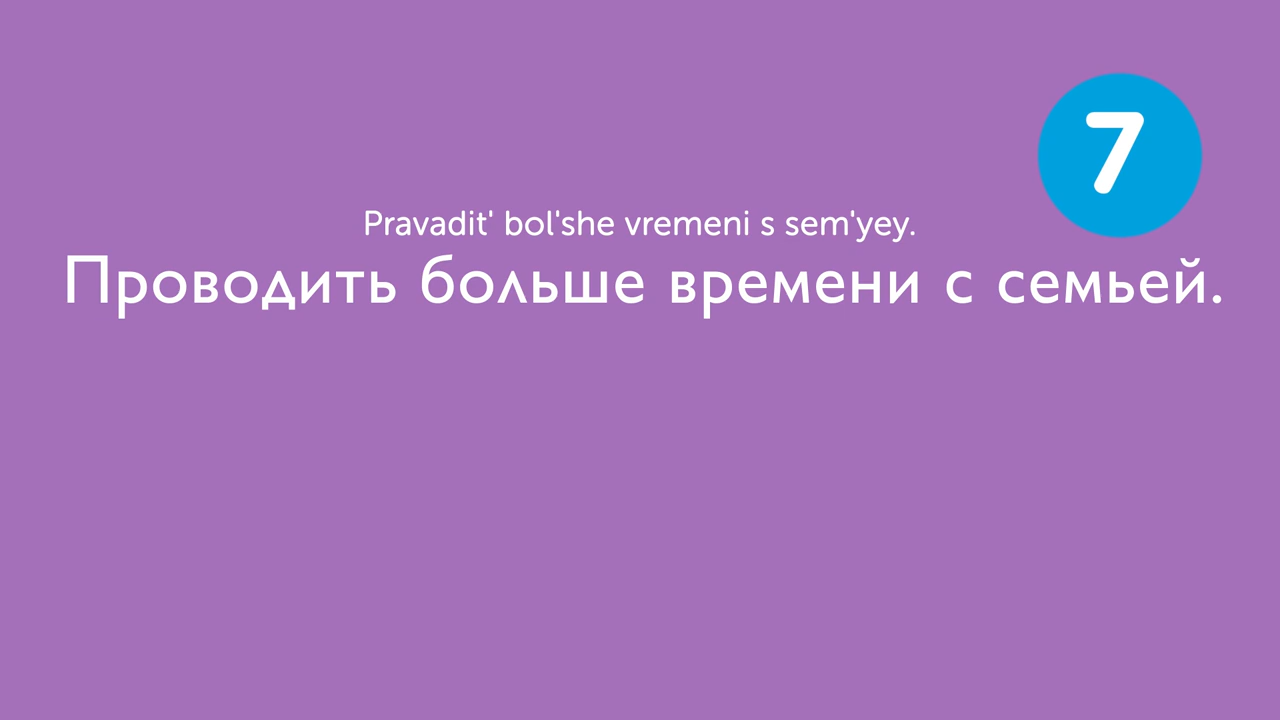 7
Pravadit' bol'she vremeni s sem'yey.
Проводить больше времени с семьей.